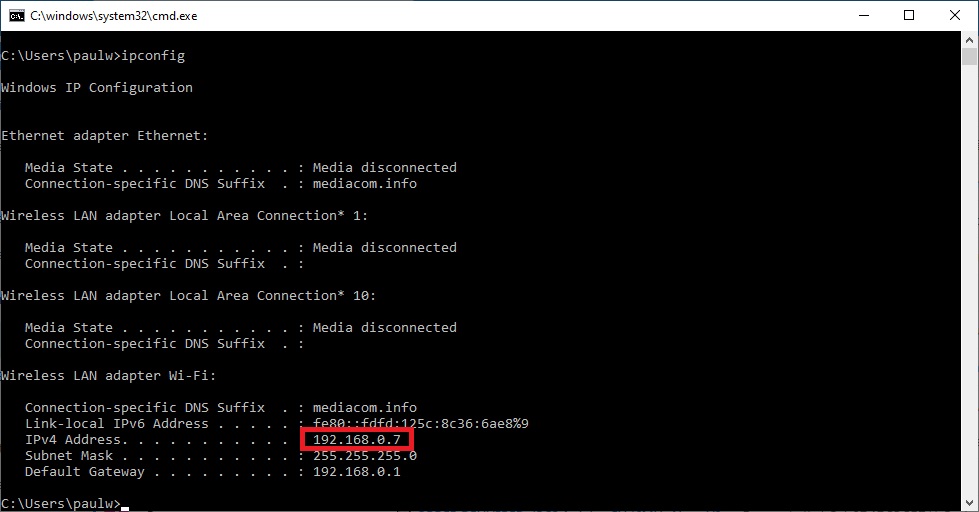 C:\windows\system32\cmd.exe
C:\Users\paulw>ipconfig
Windows IP Configuration
Ethernet adapter Ethernet:
   Media State . . . . . . . . . . . : Media disconnected
   Connection-specific DNS Suffix  . : mediacom.info
Wireless LAN adapter Local Area Connection* 1:
   Media State . . . . . . . . . . . : Media disconnected
   Connection-specific DNS Suffix  . :
Wireless LAN adapter Local Area Connection* 10:
   Media State . . . . . . . . . . . : Media disconnected
   Connection-specific DNS Suffix  . :
Wireless LAN adapter Wi-Fi:
   Connection-specific DNS Suffix  . : mediacom.info
   Link-local IPv6 Address . . . . . : fe80::fdfd:125c:8c36:6ae8%9
   IPv4 Address. . . . . . . . . . . : 192.168.0.7
   Subnet Mask . . . . . . . . . . . : 255.255.255.0
   Default Gateway . . . . . . . . . : 192.168.0.1
C:\Users\paulw>